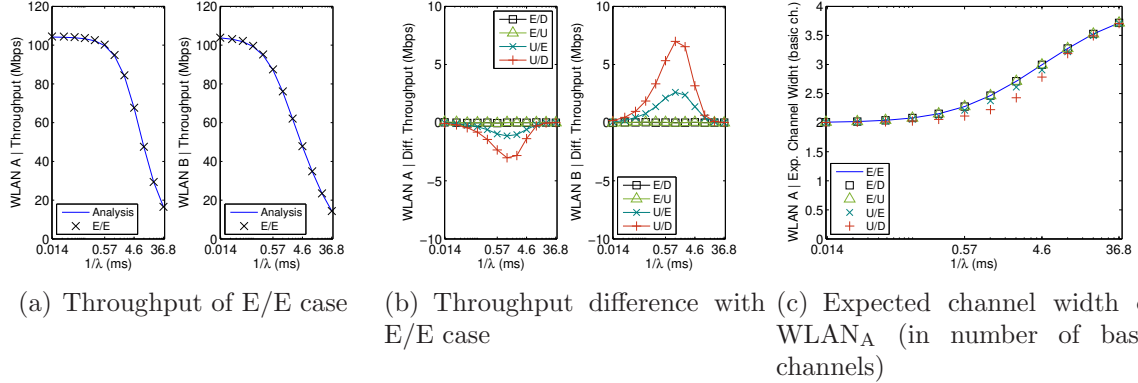 WLAN A | Throughput (Mbps)
120
100
80
60
40
20
0
Analysis
E/E
0.014 0.57 4.6 36.8
1/λ (ms)
WLAN B | Throughput (Mbps)
120
100
80
60
40
20
0
Analysis
E/E
0.014 0.57 4.6 36.8
1/λ (ms)
WLAN A | Diff. Throughput (Mbps)
10
5
0
−5
−10
E/D
E/U
U/E
U/D
0.014 0.57 4.6 36.8
1/λ (ms)
WLAN B | Diff. Throughput (Mbps)
10
5
0
−5
−10
E/D
E/U
U/E
U/D
0.014 0.57 4.6 36.8
1/λ (ms)
WLAN A | Exp. Channel Widht (basic ch.)
4
3.5
3
2.5
2
1.5
1
0.5
0
E/E
E/D
E/U
U/E
U/D
0.014 0.57 4.6 36.8
1/λ (ms)
(a) Throughput of E/E case
(b) Throughput difference with
E/E case
(c) Expected channel width
WLANA (in number of bas
channels)